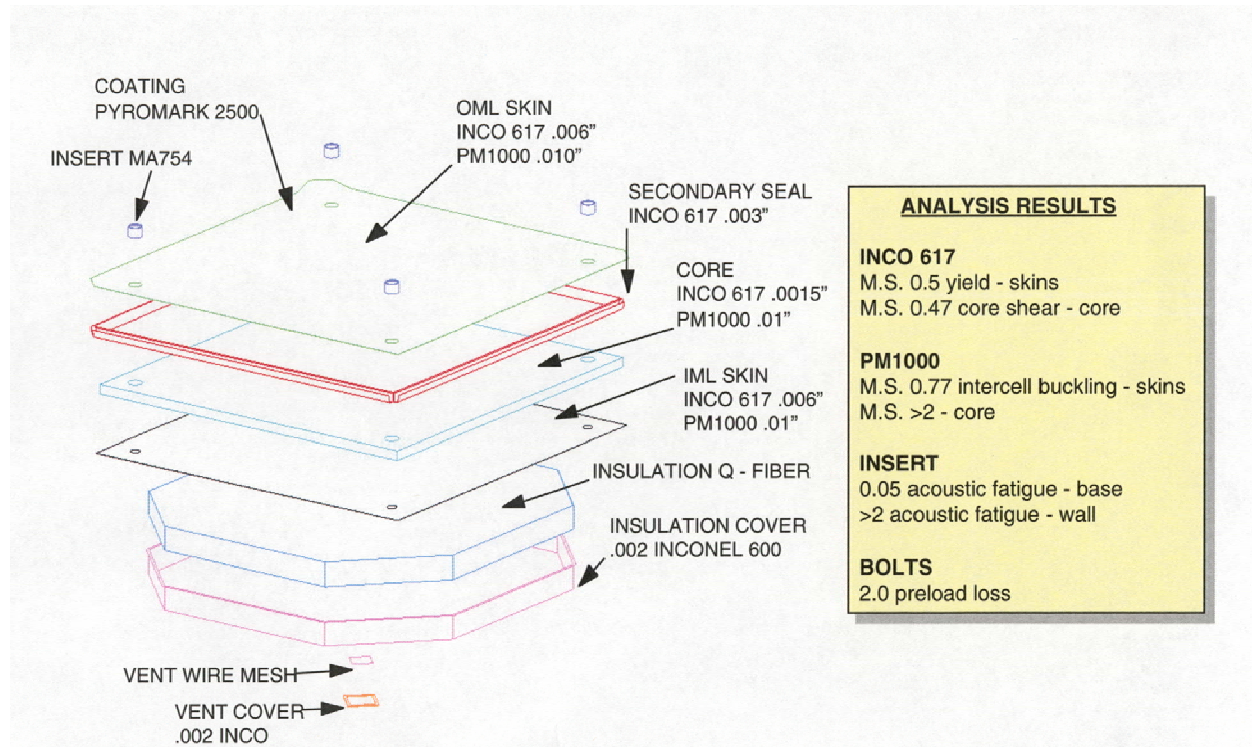 COATING
PYROMARK 2500
INSERT MA754
OML SKIN
INCO 617 .006”
PM1000 .010”
SECONDARY SEAL
INCO 617 .003”
CORE
INCO 617 .0015”
PM1000 .01”
IML SKIN
INCO 617 .006”
PM1000 .01”
INSULATION Q - FIBER
INSULATION COVER
.002 INCONEL 600
VENT WIRE MESH
VENT COVER
.002 INCO
ANALYSIS RESULTS
INCO 617
M.S. 0.5 yield - skins
M.S. 0.47 core shear - core
PM1000
M.S. 0.77 intercell buckling - skins
M.S. >2 - core
INSERT
0.05 acoustic fatigue - base
>2 acoustic fatigue - wall
BOLTS
2.0 preload loss